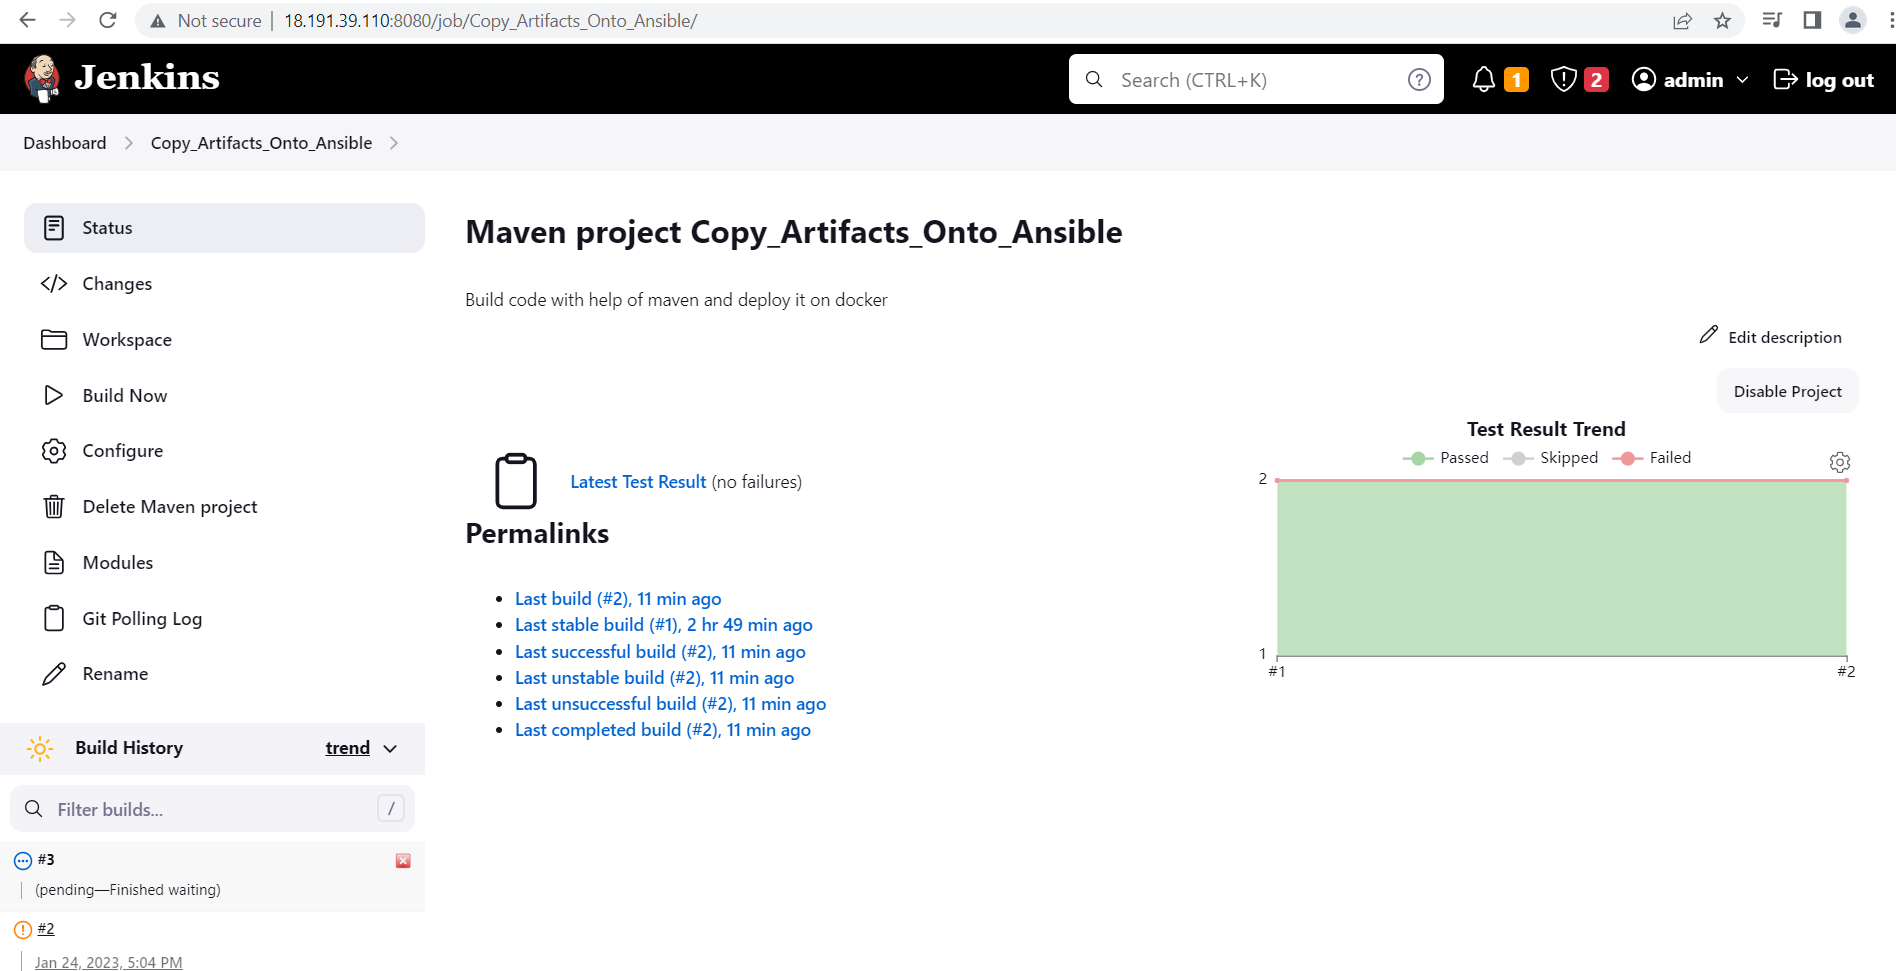 Not secure | 18.191.39.110:8080/job/Copy_Artifacts_Onto_Ansible/
Jenkins
Search (CTRL+K)
?
1
2
admin
log out
Dashboard
Copy_Artifacts_Onto_Ansible
Status
Changes
Workspace
Build Now
Configure
Delete Maven project
Modules
Git Polling Log
Rename
Build History
trend
Filter builds...
/
#3
(pending—Finished waiting)
#2
Jan 24, 2023, 5:04 PM
Maven project Copy_Artifacts_Onto_Ansible
Build code with help of maven and deploy it on docker
Edit description
Disable Project
Latest Test Result (no failures)
Permalinks
Last build (#2), 11 min ago
Last stable build (#1), 2 hr 49 min ago
Last successful build (#2), 11 min ago
Last unstable build (#2), 11 min ago
Last unsuccessful build (#2), 11 min ago
Last completed build (#2), 11 min ago
Test Result Trend
Passed Skipped Failed
2
1
#1 #2